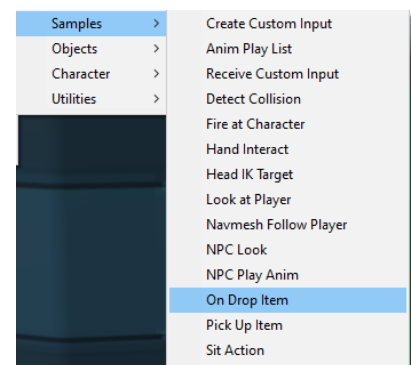 Samples
Objects
Character
Utilities
Create Custom Input
Anim Play List
Receive Custom Input
Detect Collision
Fire at Character
Hand Interact
Head IK Target
Look at Player
Navmesh Follow Player
NPC Look
NPC Play Anim
On Drop Item
Pick Up Item
Sit Action